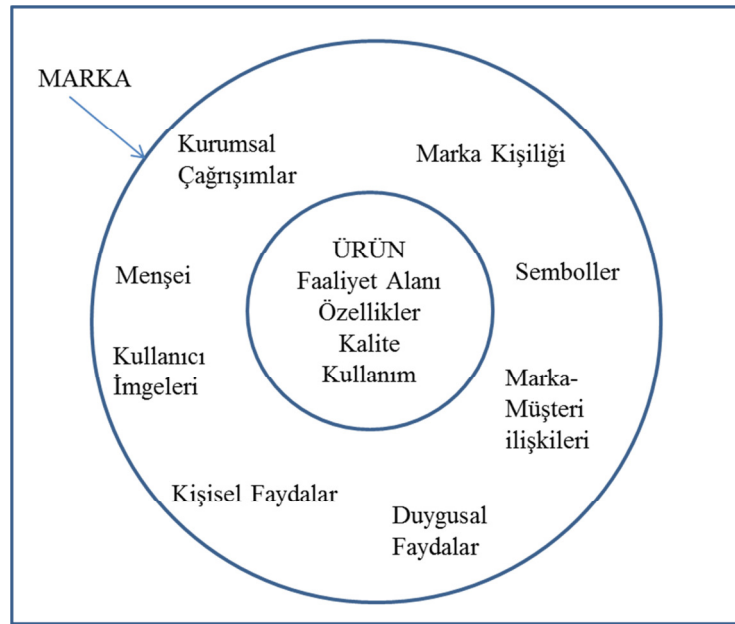 MARKA
Kurumsal
Çağrışımlar
Marka Kişiliği
Menşei
ÜRÜN
Faaliyet Alanı
Özellikler
Kalite
Kullanım
Semboller
Kullanıcı
İmgeleri
Marka-
Müşteri
ilişkileri
Kişisel Faydalar
Duygusal
Faydalar